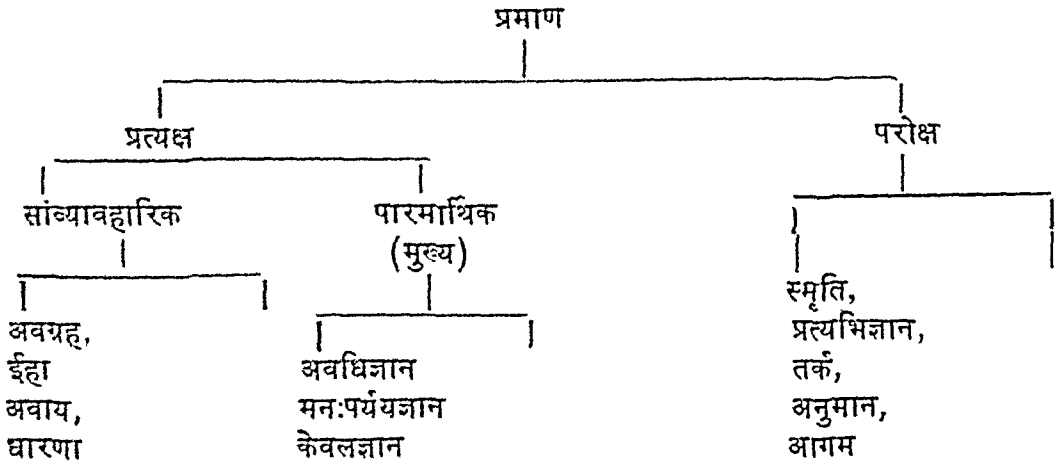 प्रमाण
प्रत्यक्ष
परोक्ष
सांव्यावहारिक
पारमार्थिक
(मुख्य)
अवग्रह,
ईहा
अवाय,
धारणा
अवधिज्ञान
मनःपर्ययज्ञान
केवलज्ञान
स्मृति,
प्रत्यभिज्ञान,
तर्क,
अनुमान,
आगम